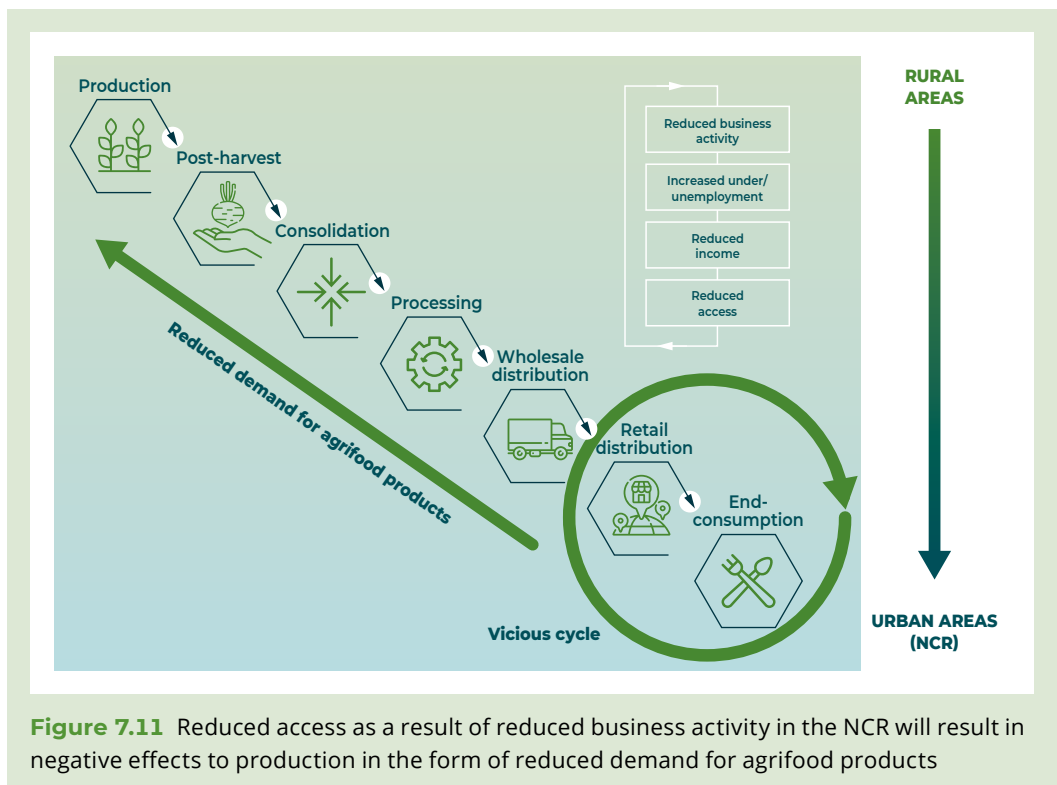 Production
Post-harvest
Consolidation
Processing
Wholesale
distribution
Retail
distribution
End-
consumption
Reduced demand for agrifood products
Vicious cycle
Reduced business
activity
Increased under/
unemployment
Reduced
income
Reduced
access
RURAL
AREAS
URBAN AREAS
(NCR)
Figure 7.11 Reduced access as a result of reduced business activity in the NCR will result in
negative effects to production in the form of reduced demand for agrifood products